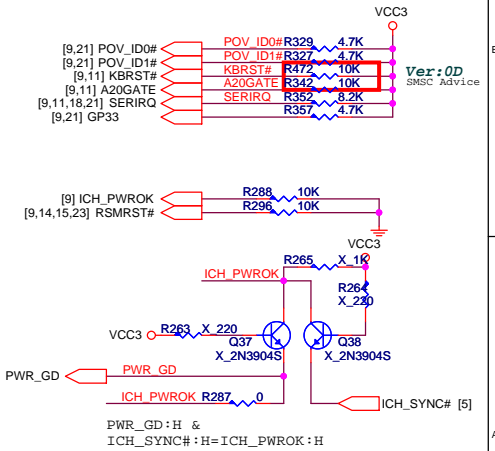 VCC3
[9,21] POV_ID0# POV_ID0# R329 4.7K
[9,21] POV_ID1# POV_ID1# R327 4.7K
[9,11] KBRST# KBRST# R472 10K
[9,11] A20GATE A20GATE R342 10K
[9,11,18,21] SERIRQ SERIRQ R352 8.2K
[9,21] GP33 R357 4.7K
Ver:0D
SMSC Advice
B
[9] ICH_PWROK R288 10K
[9,14,15,23] RSMRST# R296 10K
VCC3
R265 X_1K
ICH_PWROK
R264
X_220
VCC3 R263 X_220
Q37 Q38
X_2N3904S X_2N3904S
PWR_GD PWR_GD
ICH_PWROK R287 0
ICH_SYNC# [5]
PWR_GD:H &
ICH_SYNC#:H=ICH_PWROK:H
A